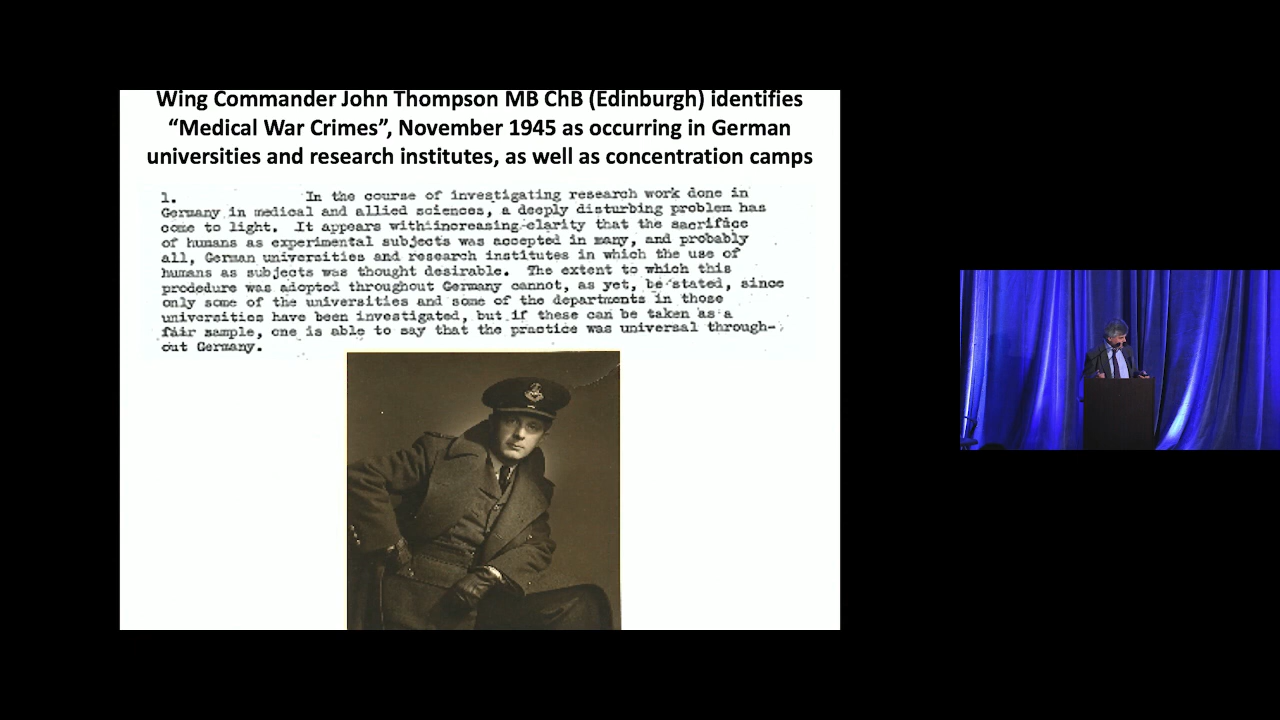 Wing Commander John Thompson MB ChB (Edinburgh) identifies
“Medical War Crimes”, November 1945 as occurring in German
universities and research institutes, as well as concentration camps
1. In the course of investigating research work done in
Germany in medical and allied sciences, a deeply disturbing problem has
come to light. It appears with increasing clarity that the sacrifice
of humans as experimental subjects was accepted in many, and probably
all, German universities and research institutes in which the use of
humans as subjects was thought desirable. The extent to which this
prodedure was adopted throughout Germany cannot, as yet, be stated, since
only some of the universities and some of the departments in those
universities have been investigated, but if these can be taken as a
fair sample, one is able to say that the practice was universal through-
out Germany.